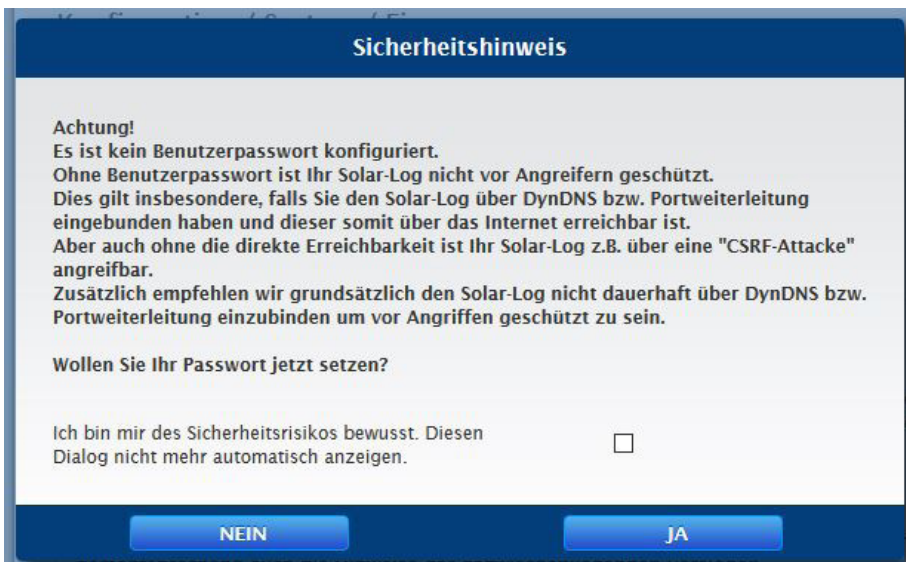 Sicherheitshinweis
Achtung!
Es ist kein Benutzerpasswort konfiguriert.
Ohne Benutzerpasswort ist Ihr Solar-Log nicht vor Angreifern geschützt.
Dies gilt insbesondere, falls Sie den Solar-Log über DynDNS bzw. Portweiterleitung
eingebunden haben und dieser somit über das Internet erreichbar ist.
Aber auch ohne die direkte Erreichbarkeit ist Ihr Solar-Log z.B. über eine "CSRF-Attacke"
angreifbar.
Zusätzlich empfehlen wir grundsätzlich den Solar-Log nicht dauerhaft über DynDNS bzw.
Portweiterleitung einzubinden um vor Angriffen geschützt zu sein.
Wollen Sie Ihr Passwort jetzt setzen?
Ich bin mir des Sicherheitsrisikos bewusst. Diesen
Dialog nicht mehr automatisch anzeigen.
NEIN JA